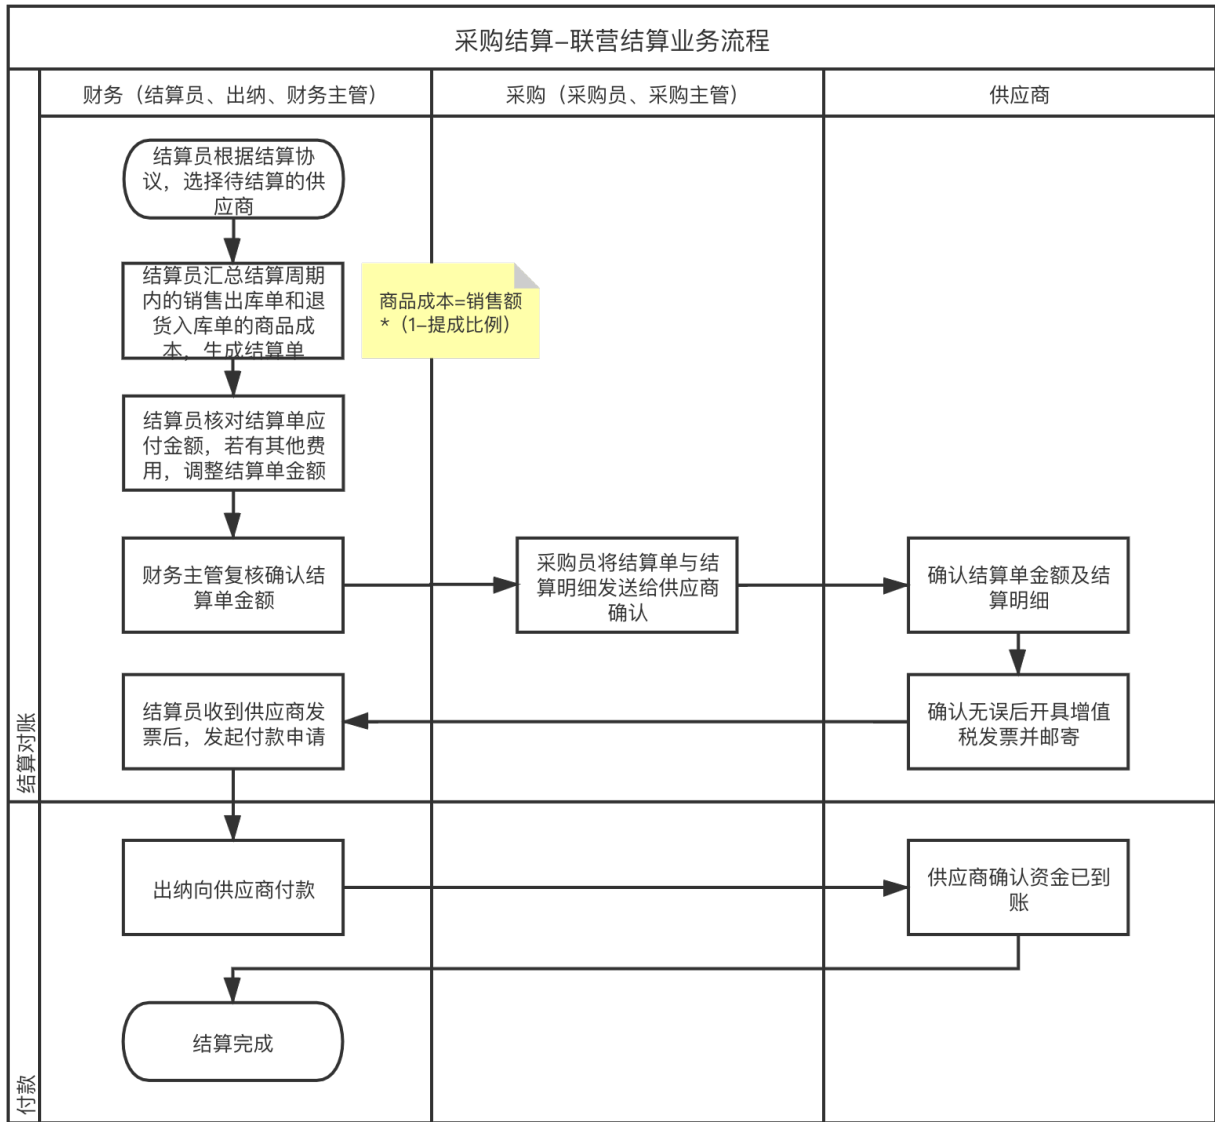 采购结算–联营结算业务流程
财务（结算员、出纳、财务主管）
采购（采购员、采购主管）
供应商
结算员根据结算协
议，选择待结算的供
应商
结算员汇总结算周期
内的销售出库单和退
货入库单的商品成
本，生成结算单
商品成本=销售额
*（1–提成比例）
结算员核对结算单应
付金额，若有其他费
用，调整结算单金额
财务主管复核确认结
算单金额
采购员将结算单与结
算明细发送给供应商
确认
确认结算单金额及结
算明细
结算对账
结算员收到供应商发
票后，发起付款申请
确认无误后开具增值
税发票并邮寄
出纳向供应商付款
供应商确认资金已到
账
结算完成
付款